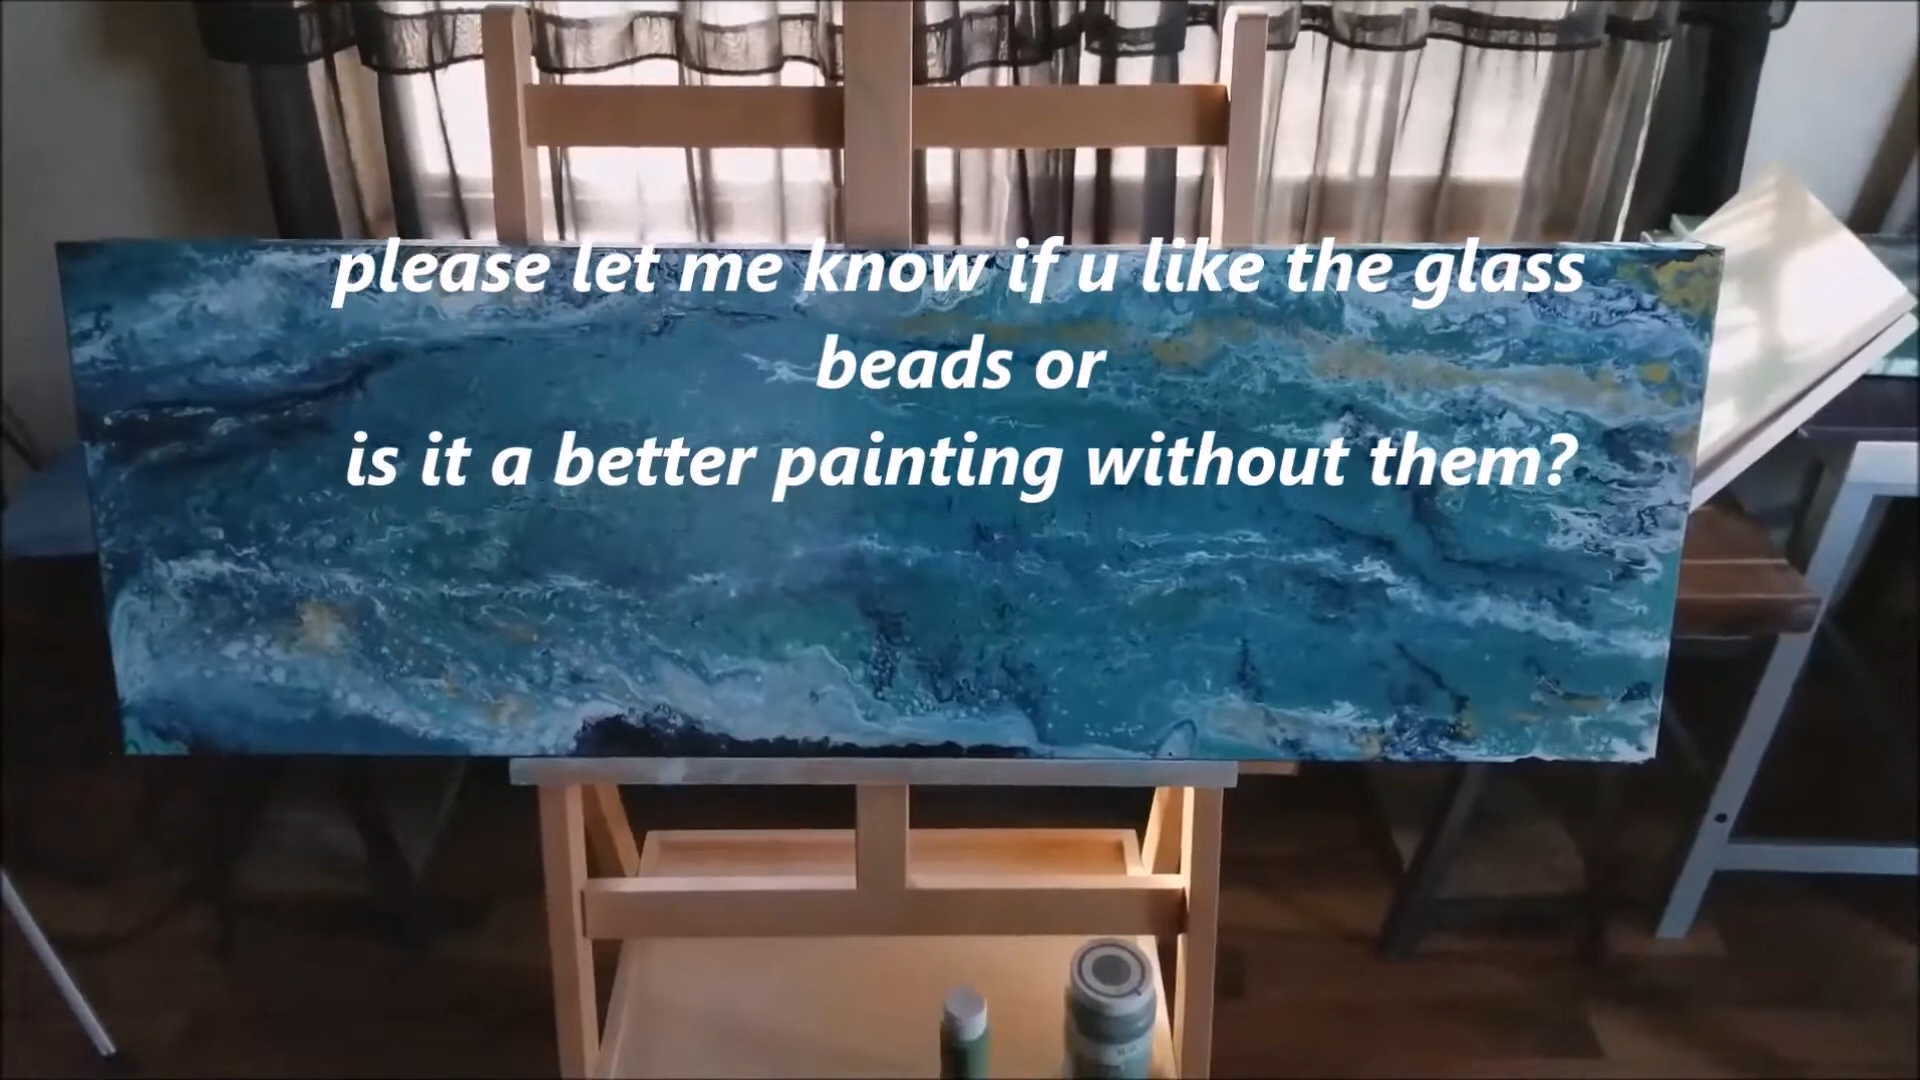 please let me know if u like the glass
beads or
is it a better painting without them?